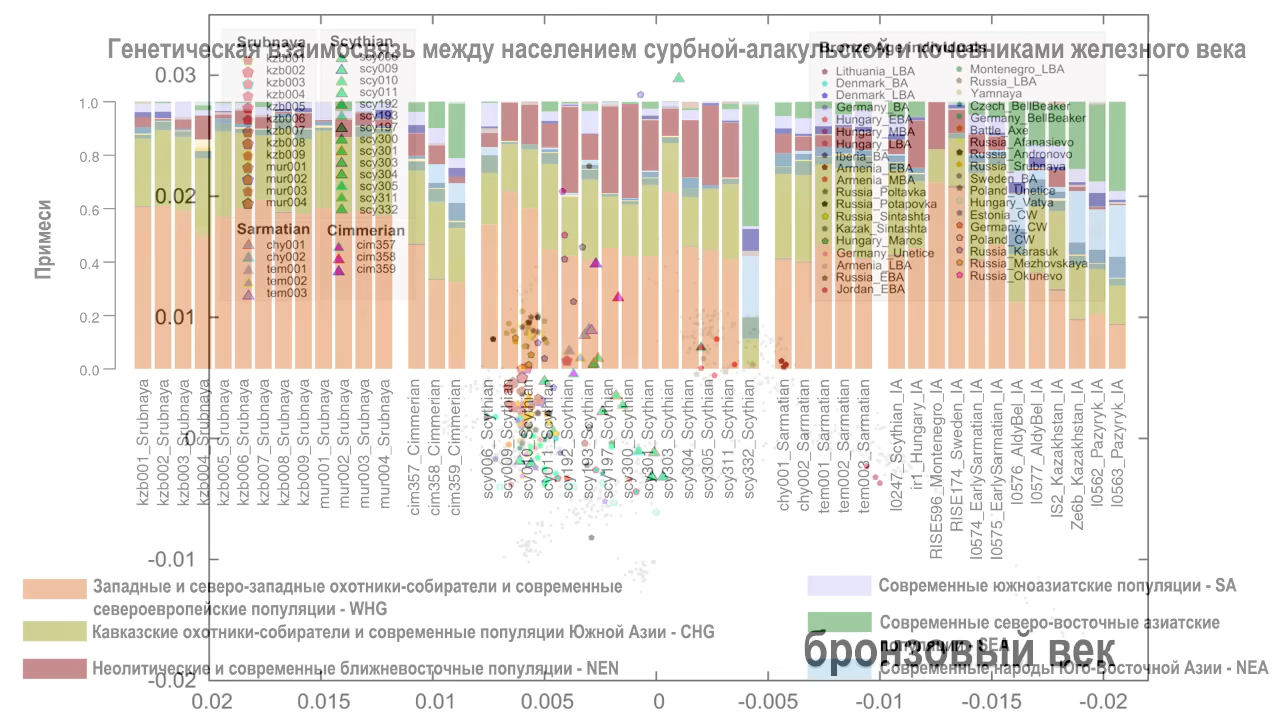 Генетическая взаимосвязь между населением сурбной-алакульской и кочевниками железного века
Srubnaya
kzb001
kzb002
kzb003
kzb004
kzb005
kzb006
kzb007
kzb008
kzb009
mur001
mur002
mur003
mur004
Scythian
scy009
scy010
scy011
scy192
scy193
scy197
scy300
scy301
scy303
scy304
scy305
scy311
scy332
Sarmatian
chy001
chy002
tem001
tem002
tem003
Cimmerian
cim357
cim358
cim359
Bronze Age individuals
Lithuania_LBA
Denmark_BA
Denmark_LBA
Germany_BA
Hungary_EBA
Hungary_MBA
Hungary_LBA
Iberia_BA
Armenia_EBA
Armenia_MBA
Russia_Poltavka
Russia_Potapovka
Russia_Sintashta
Kazak_Sintashta
Hungary_Maros
Germany_Unetice
Armenia_LBA
Russia_EBA
Jordan_EBA
Montenegro_LBA
Russia_LBA
Yamnaya
Czech_BellBeaker
Germany_BellBeaker
Battle_Axe
Russia_Afanasievo
Russia_Andronovo
Russia_Srubnaya
Sweden_BA
Poland_Unetice
Hungary_Vatya
Estonia_CW
Germany_CW
Poland_CW
Russia_Karasuk
Russia_Mezhovskaya
Russia_Okunevo
Примеси
1.0
0.8
0.6
0.4
0.2
0.0
0.03
0.02
0.01
0
-0.01
-0.02
kzb001_Srubnaya
kzb002_Srubnaya
kzb003_Srubnaya
kzb004_Srubnaya
kzb005_Srubnaya
kzb006_Srubnaya
kzb007_Srubnaya
kzb008_Srubnaya
kzb009_Srubnaya
mur001_Srubnaya
mur002_Srubnaya
mur003_Srubnaya
mur004_Srubnaya
cim357_Cimmerian
cim358_Cimmerian
cim359_Cimmerian
scy006_Scythian
scy009_Scythian
scy010_Scythian
scy011_Scythian
scy192_Scythian
scy193_Scythian
scy197_Scythian
scy300_Scythian
scy301_Scythian
scy303_Scythian
scy304_Scythian
scy305_Scythian
scy311_Scythian
scy332_Scythian
chy001_Sarmatian
chy002_Sarmatian
tem001_Sarmatian
tem002_Sarmatian
tem003_Sarmatian
I0247_Scythian_IA
ir1_Hungary_IA
RISE596_Montenegro_IA
RISE174_Sweden_IA
I0574_EarlySarmatian_IA
I0575_EarlySarmatian_IA
I0576_AldyBel_IA
I0577_AldyBel_IA
IS2_Kazakhstan_IA
Ze6b_Kazakhstan_IA
I0562_Pazyryk_IA
I0563_Pazyryk_IA
Западные и северо-западные охотники-собиратели и современные
североевропейские популяции - WHG
Кавказские охотники-собиратели и современные популяции Южной Азии - CHG
Неолитические и современные ближневосточные популяции - NEN
Современные южноазиатские популяции - SA
Современные северо-восточные азиатские
популяции - SEA
бронзовый век
Современные народы Юго-Восточной Азии - NEA
0.02
0.015
0.01
0.005
0
-0.005
-0.01
-0.015
-0.02